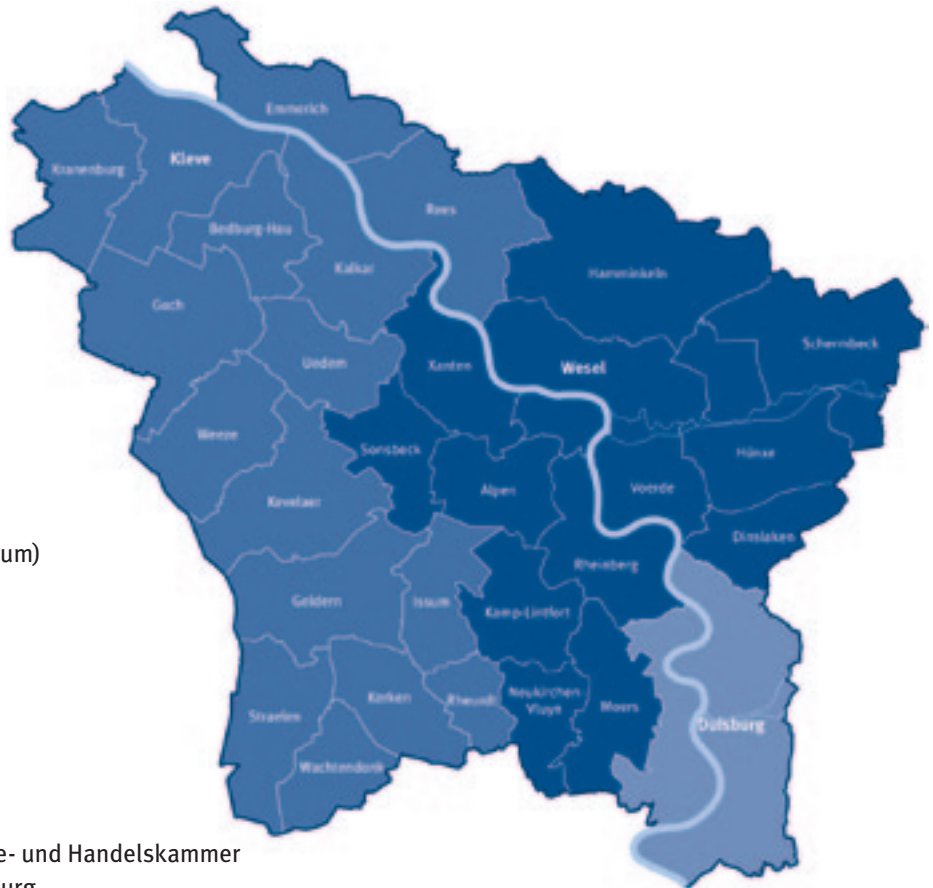 Emmerich
Kranenburg
Kleve
Rees
Bedburg-Hau
Kalkar
Hamminkeln
Goch
Schermbeck
Uedem
Xanten
Wesel
Weeze
Sonsbeck
Hünxe
Alpen
Voerde
Kevelaer
Dinslaken
um)
Rheinberg
Geldern
Issum
Kamp-Lintfort
Kerken
Rheurdt
Neukirchen-
Vluyn
Moers
Straelen
Duisburg
Wachtendonk
e- und Handelskammer
urg